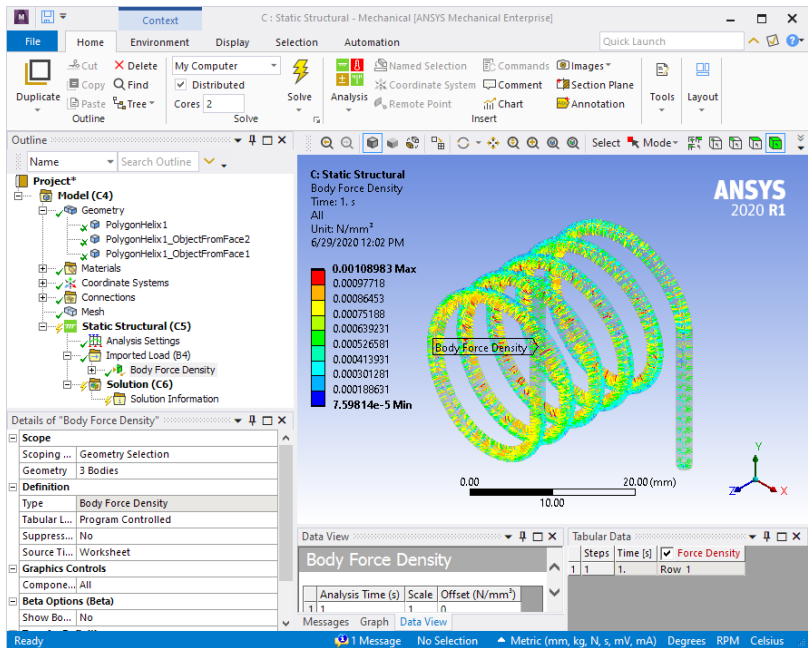 C : Static Structural - Mechanical [ANSYS Mechanical Enterprise]
Context
File Home Environment Display Selection Automation Quick Launch
Duplicate
Cut
Copy
Paste
Delete
Find
Tree
Outline
My Computer
Distributed
Cores 2
Solve
Solve
Analysis
Named Selection
Coordinate System
Remote Point
Commands
Comment
Chart
Images
Section Plane
Annotation
Insert
Tools
Layout
Outline
Name Search Outline
Project*
Model (C4)
Geometry
PolygonHelix1
PolygonHelix1_ObjectFromFace2
PolygonHelix1_ObjectFromFace1
Materials
Coordinate Systems
Connections
Mesh
Static Structural (C5)
Analysis Settings
Imported Load (B4)
Body Force Density
Solution (C6)
Solution Information
Details of "Body Force Density"
Scope
Scoping ... Geometry Selection
Geometry 3 Bodies
Definition
Type Body Force Density
Tabular L... Program Controlled
Suppress... No
Source Ti... Worksheet
Graphics Controls
Compone... All
Beta Options (Beta)
Show Bo... No
Select Mode
C: Static Structural
Body Force Density
Time: 1. s
All
Unit: N/mm³
6/29/2020 12:02 PM
ANSYS
2020 R1
0.00108983 Max
0.00097718
0.00086453
0.00075188
0.00063923
0.00052658
0.00041393
0.00030128
0.00018863
7.59814e-5 Min
Body Force Density
0.00 20.00 (mm)
10.00
Y
Z X
Data View
Body Force Density
Analysis Time (s) Scale Offset (N/mm³)
1 1 1 0
Messages Graph Data View
Tabular Data
Steps Time [s] Force Density
1 1 1. Row 1
Ready 1 Message No Selection Metric (mm, kg, N, s, mV, mA) Degrees RPM Celsius